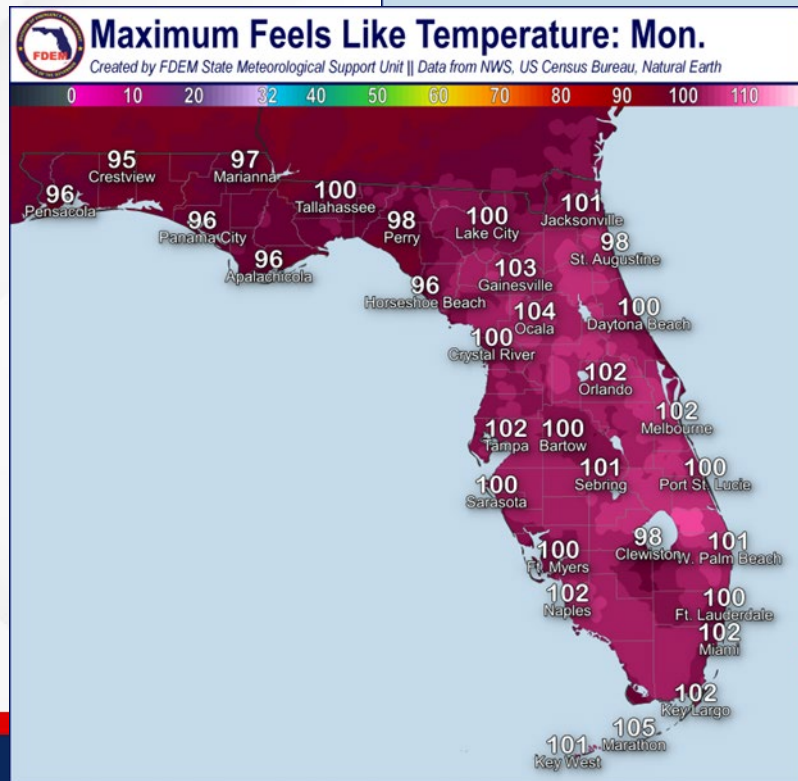 FDEM
Maximum Feels Like Temperature: Mon.
Created by FDEM State Meteorological Support Unit || Data from NWS, US Census Bureau, Natural Earth
0 10 20 32 40 50 60 70 80 90 100 110
95
Crestview
97
Marianna
96
Pensacola
100
Tallahassee
96
Panama City
98
Perry
100
Lake City
101
Jacksonville
98
St. Augustine
96
Apalachicola
103
Gainesville
96
Horseshoe Beach
104
Ocala
100
Daytona Beach
100
Crystal River
102
Orlando
102
Melbourne
102
Tampa
100
Bartow
101
Sebring
100
Port St. Lucie
100
Sarasota
98
Clewiston
101
W. Palm Beach
100
Ft. Myers
102
Naples
100
Ft. Lauderdale
102
Miami
102
Key Largo
105
Marathon
101
Key West